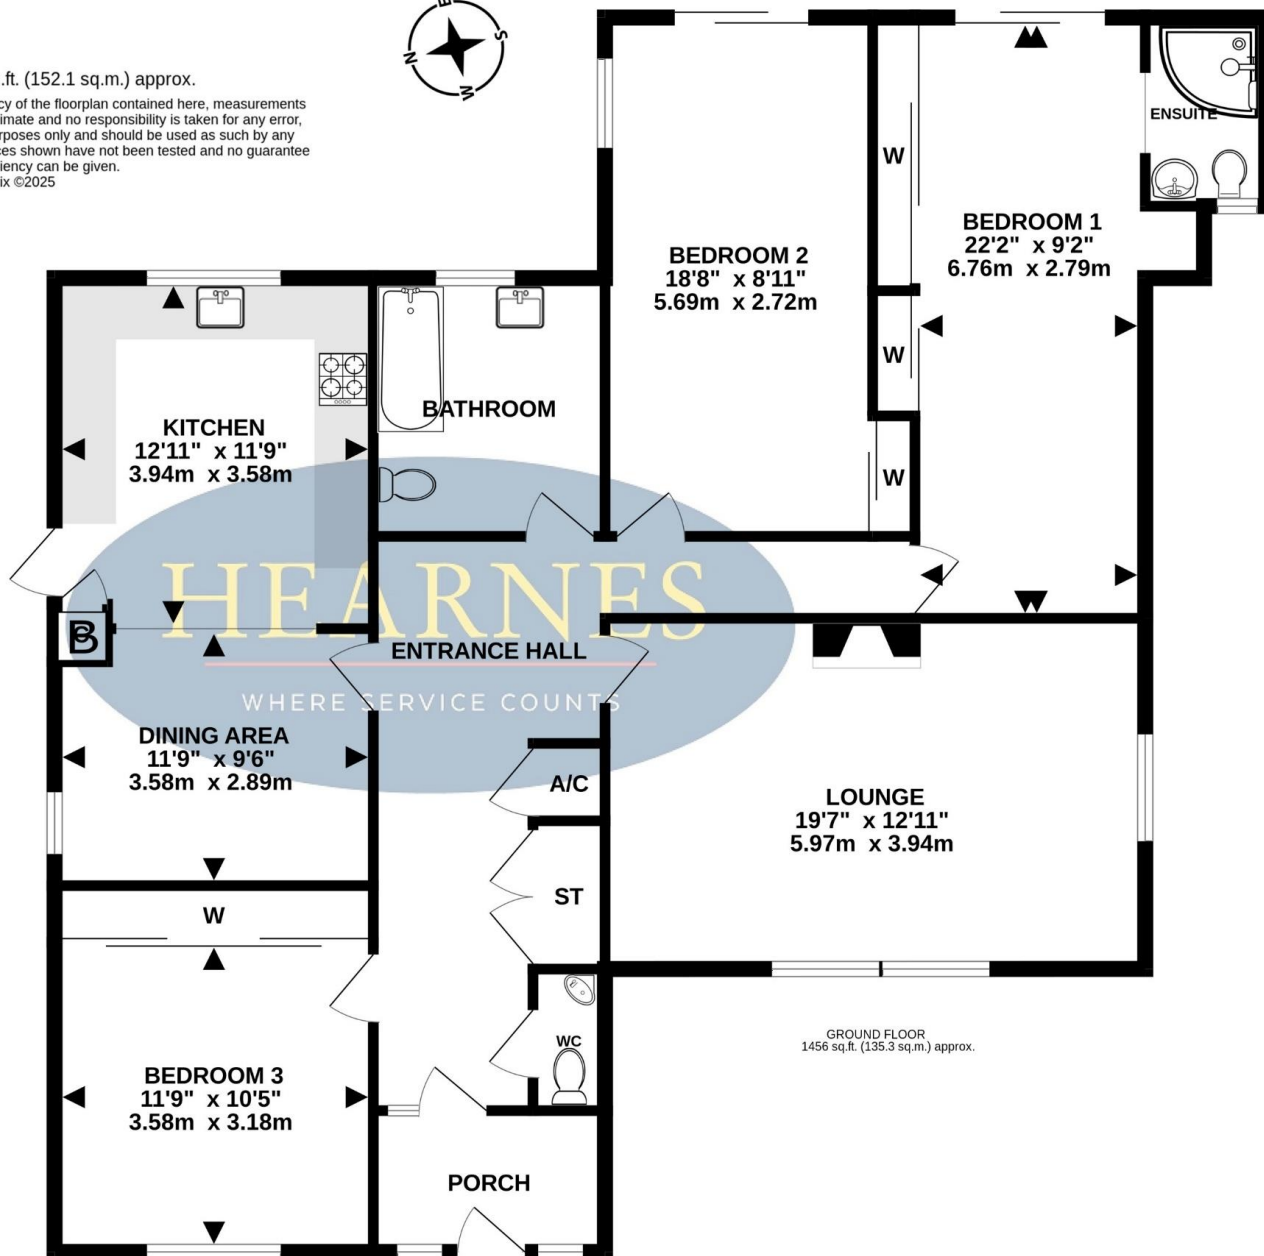 .ft. (152.1 sq.m.) approx.
cy of the floorplan contained here, measurements
imate and no responsibility is taken for any error,
rposes only and should be used as such by any
ces shown have not been tested and no guarantee
iency can be given.
ix ©2025
E
S
N
W
ENSUITE
W
BEDROOM 1
22'2" x 9'2"
6.76m x 2.79m
BEDROOM 2
18'8" x 8'11"
5.69m x 2.72m
W
KITCHEN
12'11" x 11'9"
3.94m x 3.58m
BATHROOM
W
HEARNES
WHERE SERVICE COUNTS
B
ENTRANCE HALL
DINING AREA
11'9" x 9'6"
3.58m x 2.89m
A/C
LOUNGE
19'7" x 12'11"
5.97m x 3.94m
ST
W
GROUND FLOOR
1456 sq.ft. (135.3 sq.m.) approx.
WC
BEDROOM 3
11'9" x 10'5"
3.58m x 3.18m
PORCH